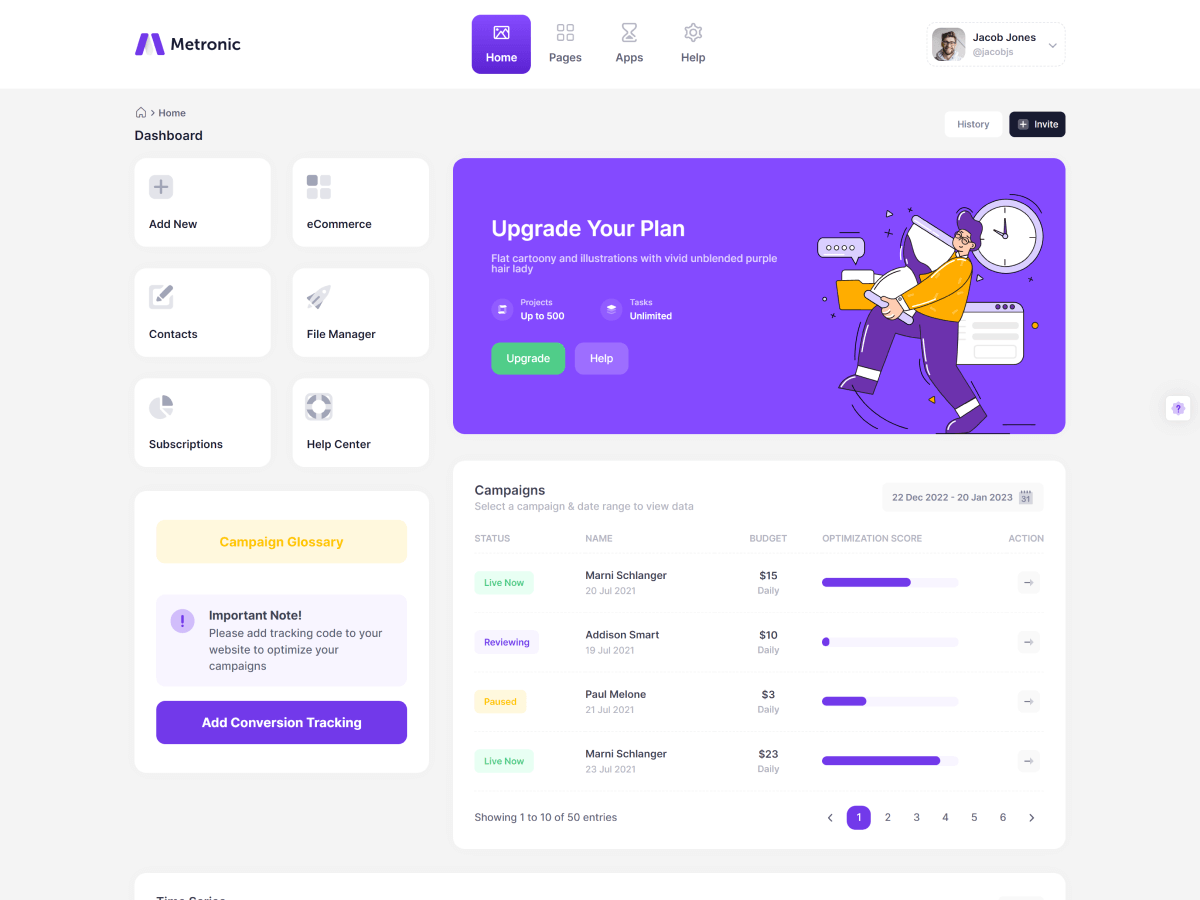 Metronic
Home
Pages
Apps
Help
Jacob Jones
@jacobjs
Home
Dashboard
History
Invite
Add New
eCommerce
Contacts
File Manager
Subscriptions
Help Center
Upgrade Your Plan
Flat cartoony and illustrations with vivid unblended purple
hair lady
Projects
Up to 500
Tasks
Unlimited
Upgrade
Help
?
Campaign Glossary
!
Important Note!
Please add tracking code to your
website to optimize your
campaigns
Add Conversion Tracking
Campaigns
Select a campaign & date range to view data
22 Dec 2022 - 20 Jan 2023
31
STATUS NAME BUDGET OPTIMIZATION SCORE ACTION
Live Now
Marni Schlanger
20 Jul 2021
$15
Daily
Reviewing
Addison Smart
19 Jul 2021
$10
Daily
Paused
Paul Melone
21 Jul 2021
$3
Daily
Live Now
Marni Schlanger
23 Jul 2021
$23
Daily
Showing 1 to 10 of 50 entries
1 2 3 4 5 6